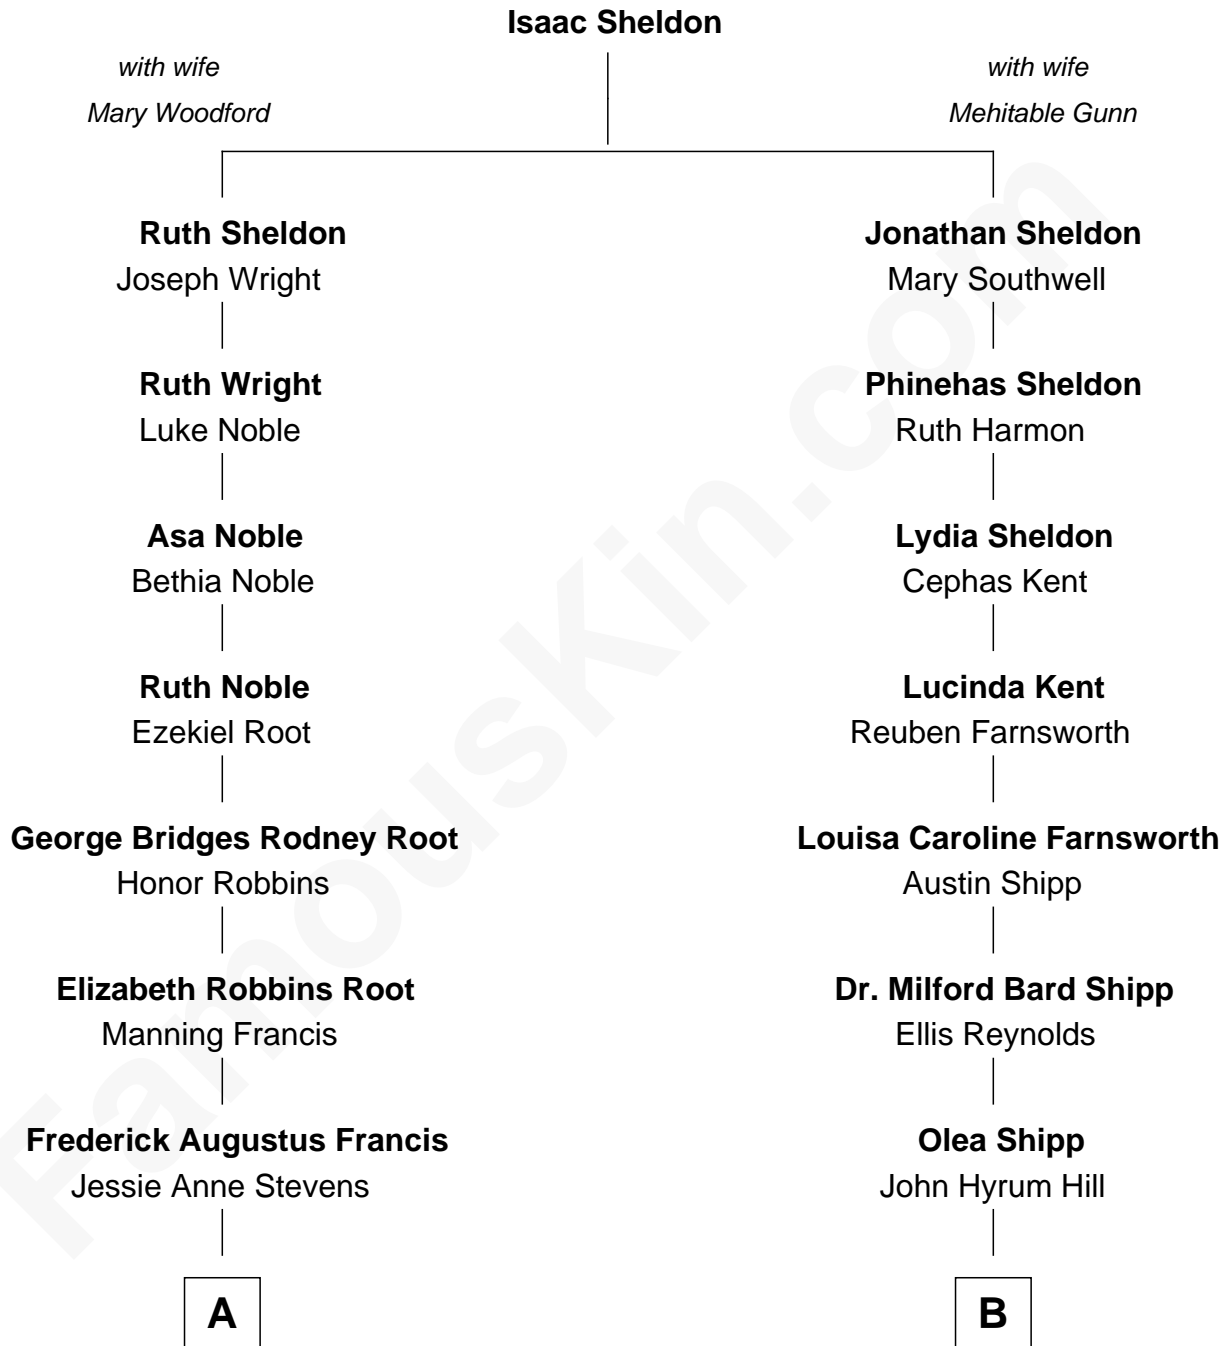 Isaac Sheldon
with wife
Mary Woodford
with wife
Mehitable Gunn
Ruth Sheldon
Joseph Wright
Jonathan Sheldon
Mary Southwell
Ruth Wright
Luke Noble
Phinehas Sheldon
Ruth Harmon
Asa Noble
Bethia Noble
Lydia Sheldon
Cephas Kent
Ruth Noble
Ezekiel Root
Lucinda Kent
Reuben Farnsworth
George Bridges Rodney Root
Honor Robbins
Louisa Caroline Farnsworth
Austin Shipp
Elizabeth Robbins Root
Manning Francis
Dr. Milford Bard Shipp
Ellis Reynolds
Frederick Augustus Francis
Jessie Anne Stevens
Olea Shipp
John Hyrum Hill
A
B
FamousKin.com